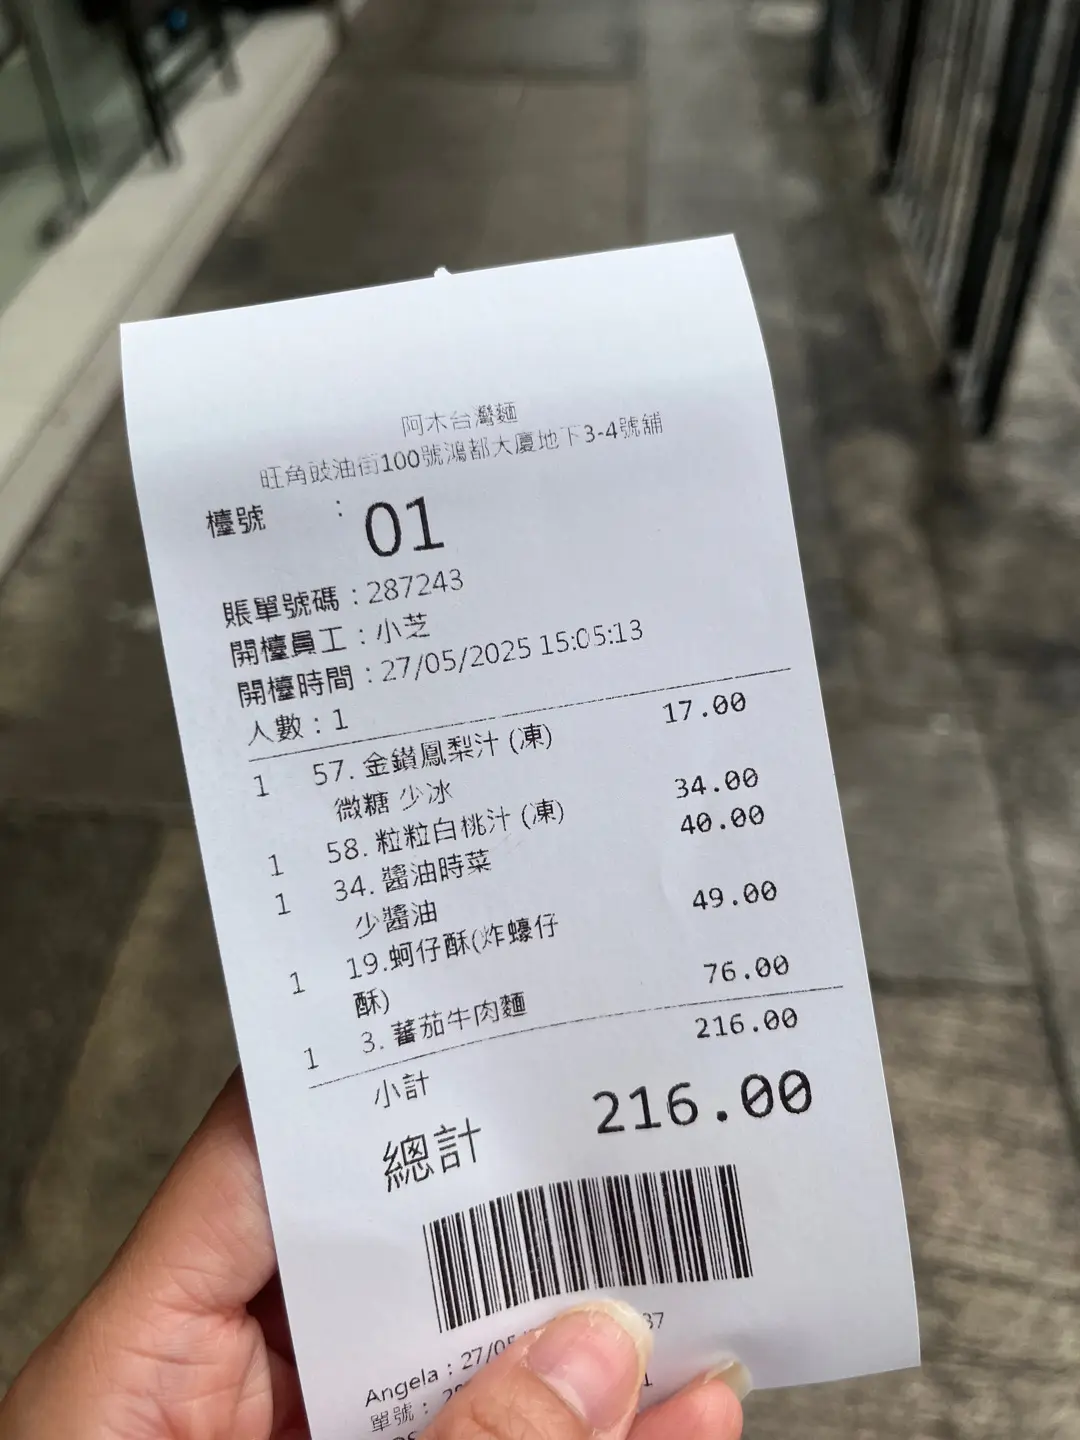 阿木台灣麵
旺角豉油街100號鴻都大廈地下3-4號舖
檯號 : 01
賬單號碼 : 287243
開檯員工 : 小芝
開檯時間 : 27/05/2025 15:05:13
人數 : 1
1 57. 金鑽鳳梨汁 (凍) 17.00
微糖 少冰
1 58. 粒粒白桃汁 (凍) 34.00
1 34. 醬油時菜 40.00
少醬油
1 19.蚵仔酥(炸蠔仔 49.00
酥)
1 3. 蕃茄牛肉麵 76.00
小計 216.00
總計 216.00
Angela : 27/05 37
單號 :